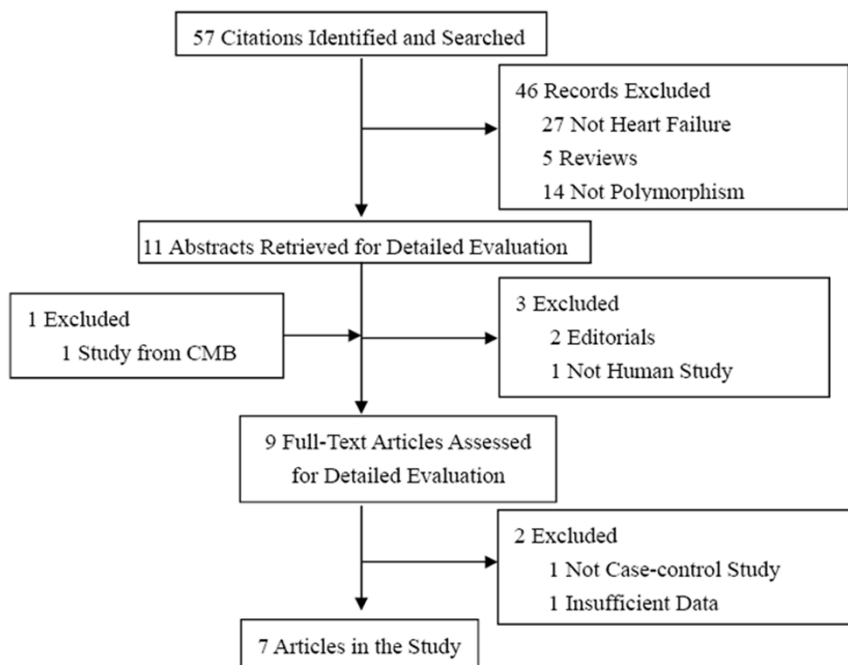 57 Citations Identified and Searched
46 Records Excluded
27 Not Heart Failure
5 Reviews
14 Not Polymorphism
11 Abstracts Retrieved for Detailed Evaluation
1 Excluded
1 Study from CMB
3 Excluded
2 Editorials
1 Not Human Study
9 Full-Text Articles Assessed
for Detailed Evaluation
2 Excluded
1 Not Case-control Study
1 Insufficient Data
7 Articles in the Study